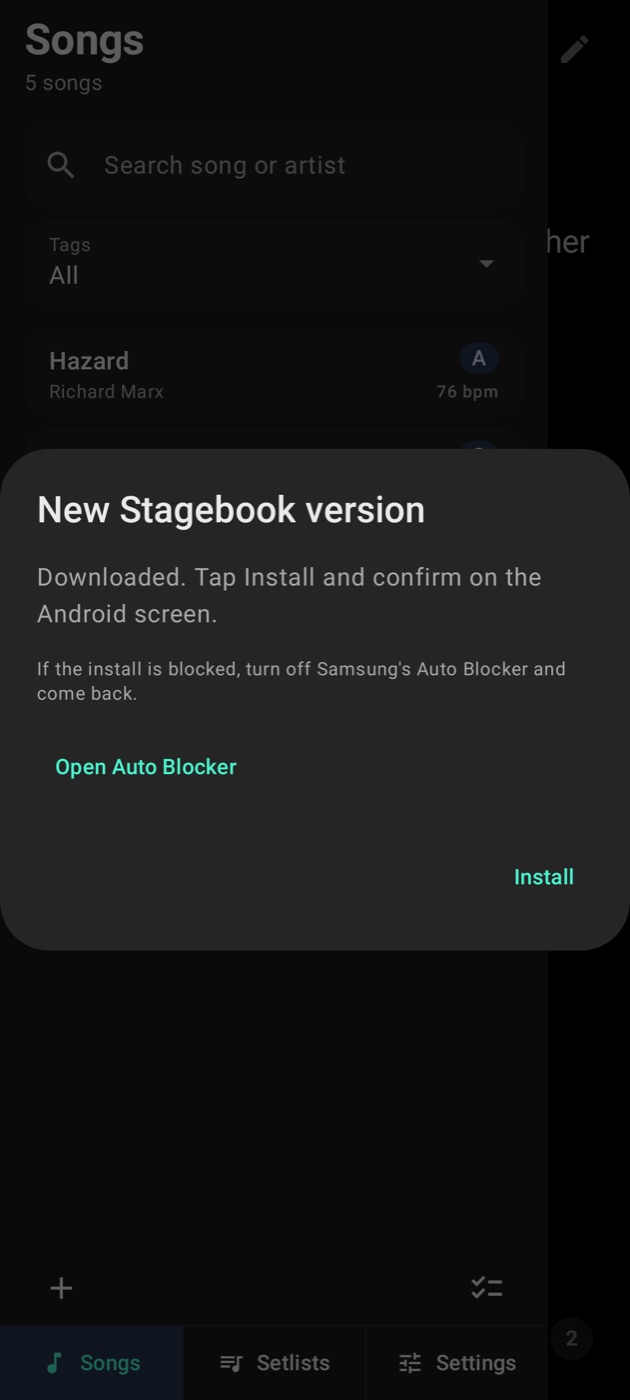 Songs
5 songs
Search song or artist
Tags
All
her
Hazard
A
Richard Marx
76 bpm
New Stagebook version
Downloaded. Tap Install and confirm on the
Android screen.
If the install is blocked, turn off Samsung's Auto Blocker and
come back.
Open Auto Blocker
Install
2
Songs
Setlists
Settings